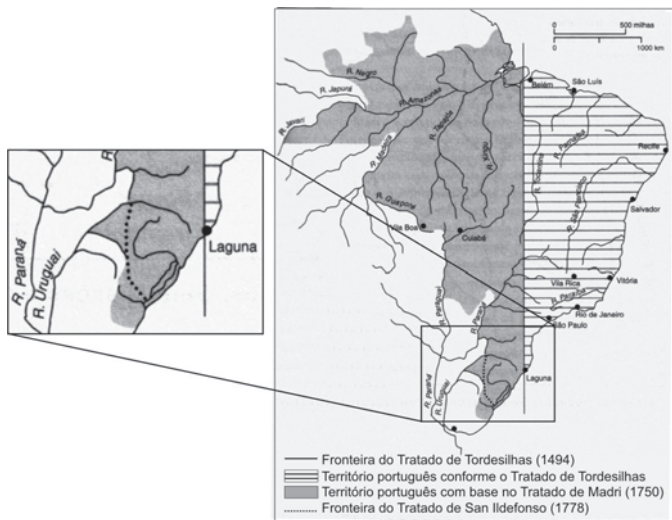 0 500 milhas
0 1000 km
R. Negro
R. Japurá
R. Amazonas
R. Javari
R. Madeira
R. Tapajós
R. Xingu
R. Tocantins
R. Parnaíba
R. São Francisco
Belém
São Luís
Recife
Salvador
R. Guaporé
Vila Boa
Cuiabá
Vila Rica
Vitória
R. Paraíba
Rio de Janeiro
São Paulo
R. Paraguai
R. Paraná
Laguna
R. Paraná
R. Uruguai
R
R. Paraná
R. Uruguai
Laguna
Fronteira do Tratado de Tordesilhas (1494)
Território português conforme o Tratado de Tordesilhas
Território português com base no Tratado de Madri (1750)
Fronteira do Tratado de San Ildefonso (1778)